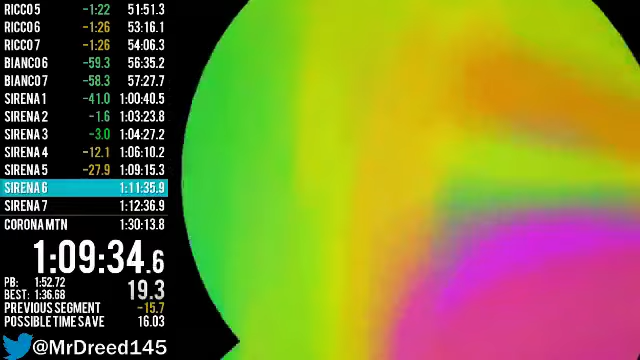 RICCO 5 -1:22 51:51.3
RICCO 6 -1:26 53:16.1
RICCO 7 -1:26 54:06.3
BIANCO 6 -59.3 56:35.2
BIANCO 7 -58.3 57:27.7
SIRENA 1 -41.0 1:00:40.5
SIRENA 2 -1.6 1:03:23.8
SIRENA 3 -3.0 1:04:27.2
SIRENA 4 -12.1 1:06:10.2
SIRENA 5 -27.9 1:09:15.3
SIRENA 6 1:11:35.9
SIRENA 7 1:12:36.9
CORONA MTN 1:30:13.8
1:09:34.6
PB: 1:52.72 19.3
BEST: 1:36.68
PREVIOUS SEGMENT -15.7
POSSIBLE TIME SAVE 16.03
@MrDreed145